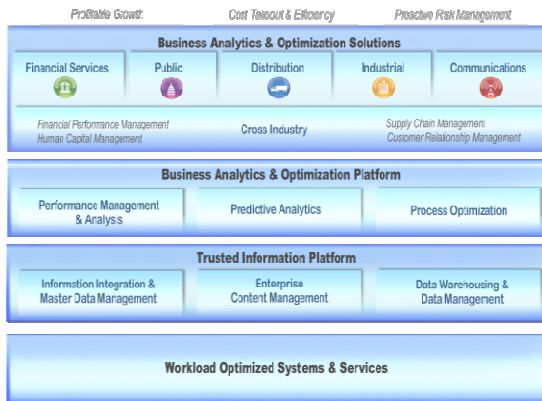 Profitable Growth
Cost Takeout & Efficiency
Proactive Risk Management
Business Analytics & Optimization Solutions
Financial Services
Public
Distribution
Industrial
Communications
Financial Performance Management
Human Capital Management
Cross Industry
Supply Chain Management
Customer Relationship Management
Business Analytics & Optimization Platform
Performance Management
& Analysis
Predictive Analytics
Process Optimization
Trusted Information Platform
Information Integration &
Master Data Management
Enterprise
Content Management
Data Warehousing &
Data Management
Workload Optimized Systems & Services